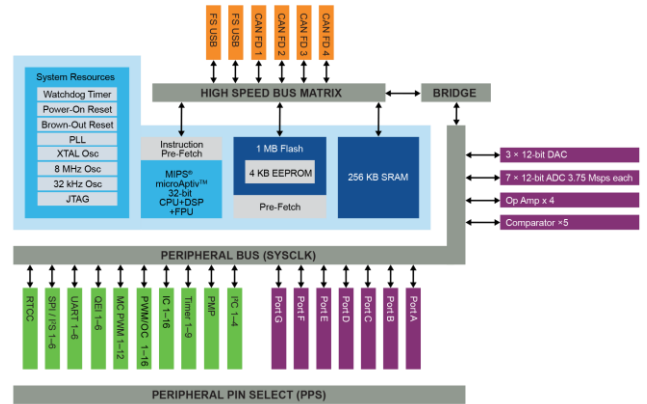 FS USB
FS USB
CAN FD 1
CAN FD 2
CAN FD 3
CAN FD 4
System Resources
Watchdog Timer
Power-On Reset
Brown-Out Reset
PLL
XTAL Osc
8 MHz Osc
32 kHz Osc
JTAG
HIGH SPEED BUS MATRIX
BRIDGE
Instruction
Pre-Fetch
MIPS®
microAptiv™
32-bit
CPU+DSP
+FPU
1 MB Flash
4 KB EEPROM
Pre-Fetch
256 KB SRAM
3 × 12-bit DAC
7 × 12-bit ADC 3.75 Msps each
Op Amp x 4
Comparator ×5
PERIPHERAL BUS (SYSCLK)
RTCC
SPI / I²S 1–6
UART 1–6
QEI 1–6
MC PWM 1–12
PWM/OC 1–16
IC 1–16
Timer 1–9
PMP
I²C 1–4
Port G
Port F
Port E
Port D
Port C
Port B
Port A
PERIPHERAL PIN SELECT (PPS)